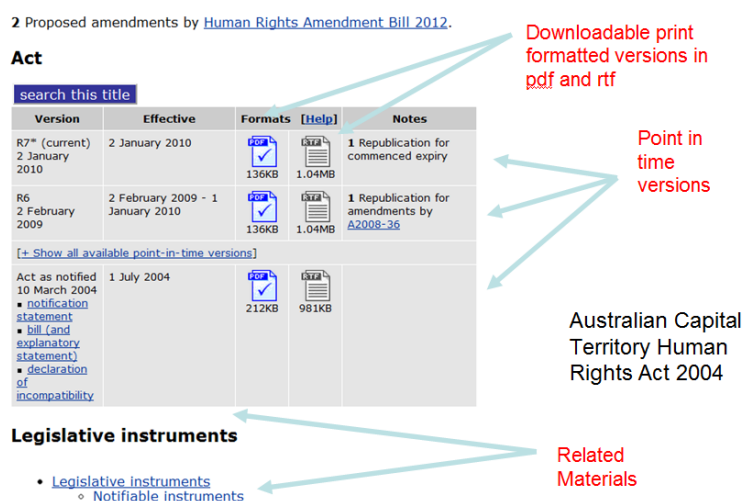 2 Proposed amendments by Human Rights Amendment Bill 2012.
Act
search this title
Version Effective Formats [Help] Notes
R7* (current)
2 January
2010
2 January 2010
136KB
1.04MB
1 Republication for
commenced expiry
R6
2 February
2009
2 February 2009 - 1
January 2010
136KB
1.04MB
1 Republication for
amendments by
A2008-36
[+ Show all available point-in-time versions]
Act as notified
10 March 2004
▪ notification
statement
▪ bill (and
explanatory
statement)
▪ declaration
of
incompatibility
1 July 2004
PDF
212KB
RTF
981KB
Legislative instruments
• Legislative instruments
◦ Notifiable instruments
Downloadable print
formatted versions in
pdf and rtf
Point in
time
versions
Australian Capital
Territory Human
Rights Act 2004
Related
Materials